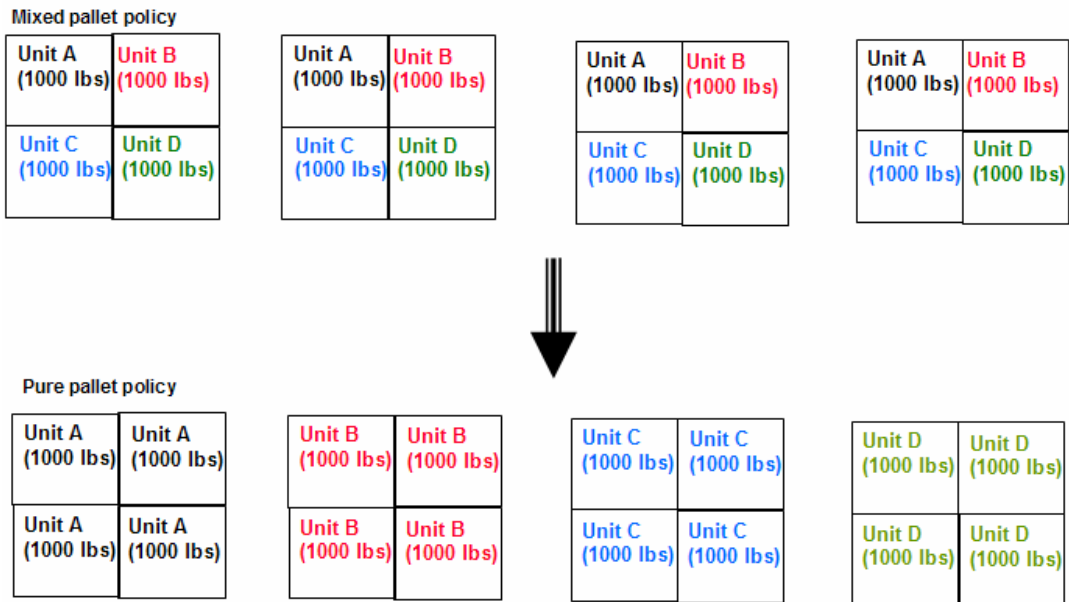 Mixed pallet policy
Unit A
(1000 lbs)
Unit B
(1000 lbs)
Unit C
(1000 lbs)
Unit D
(1000 lbs)
Unit A
(1000 lbs)
Unit B
(1000 lbs)
Unit C
(1000 lbs)
Unit D
(1000 lbs)
Unit A
(1000 lbs)
Unit B
(1000 lbs)
Unit C
(1000 lbs)
Unit D
(1000 lbs)
Unit A
(1000 lbs)
Unit B
(1000 lbs)
Unit C
(1000 lbs)
Unit D
(1000 lbs)
Pure pallet policy
Unit A
(1000 lbs)
Unit A
(1000 lbs)
Unit A
(1000 lbs)
Unit A
(1000 lbs)
Unit B
(1000 lbs)
Unit B
(1000 lbs)
Unit B
(1000 lbs)
Unit B
(1000 lbs)
Unit C
(1000 lbs)
Unit C
(1000 lbs)
Unit C
(1000 lbs)
Unit C
(1000 lbs)
Unit D
(1000 lbs)
Unit D
(1000 lbs)
Unit D
(1000 lbs)
Unit D
(1000 lbs)